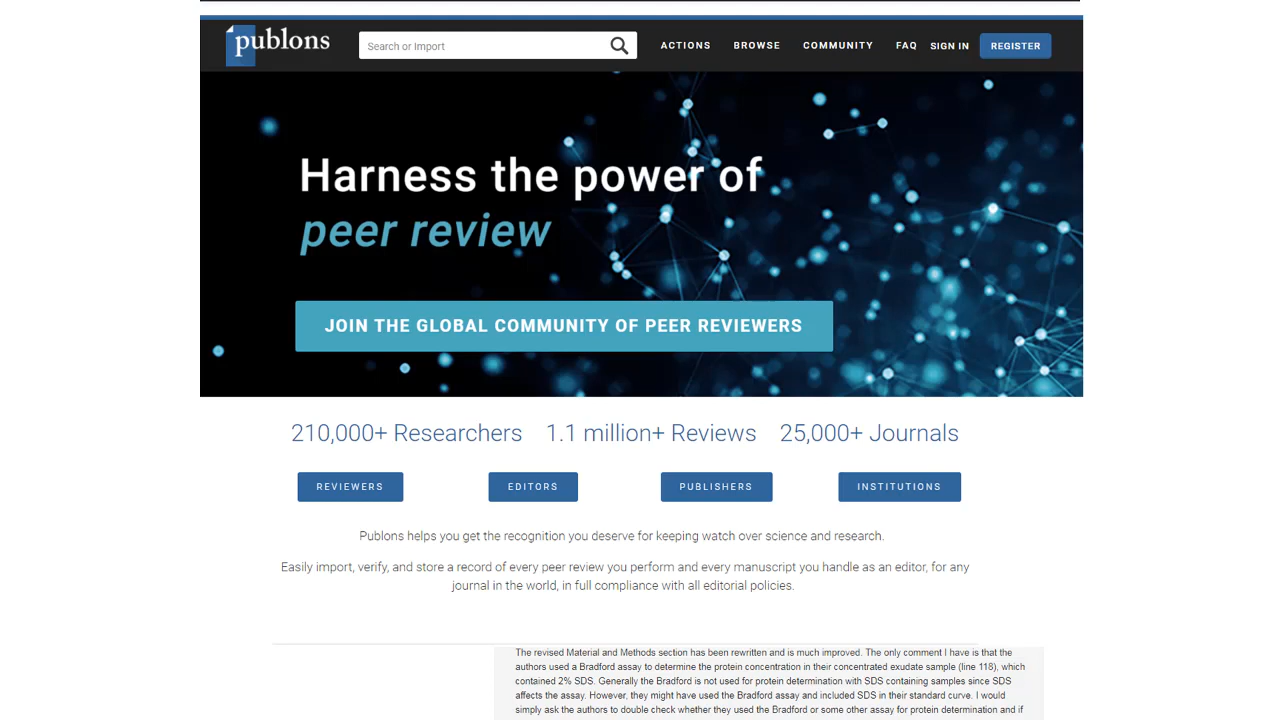 publons
Search or Import
ACTIONS
BROWSE
COMMUNITY
FAQ
SIGN IN
REGISTER
Harness the power of
peer review
JOIN THE GLOBAL COMMUNITY OF PEER REVIEWERS
210,000+ Researchers
1.1 million+ Reviews
25,000+ Journals
REVIEWERS
EDITORS
PUBLISHERS
INSTITUTIONS
Publons helps you get the recognition you deserve for keeping watch over science and research.
Easily import, verify, and store a record of every peer review you perform and every manuscript you handle as an editor, for any
journal in the world, in full compliance with all editorial policies.
The revised Material and Methods section has been rewritten and is much improved. The only comment I have is that the
authors used a Bradford assay to determine the protein concentration in their concentrated exudate sample (line 118), which
contained 2% SDS. Generally the Bradford is not used for protein determination with SDS containing samples since SDS
affects the assay. However, they might have used the Bradford assay and included SDS in their standard curve. I would
simply ask the authors to double check whether they used the Bradford or some other assay for protein determination and if